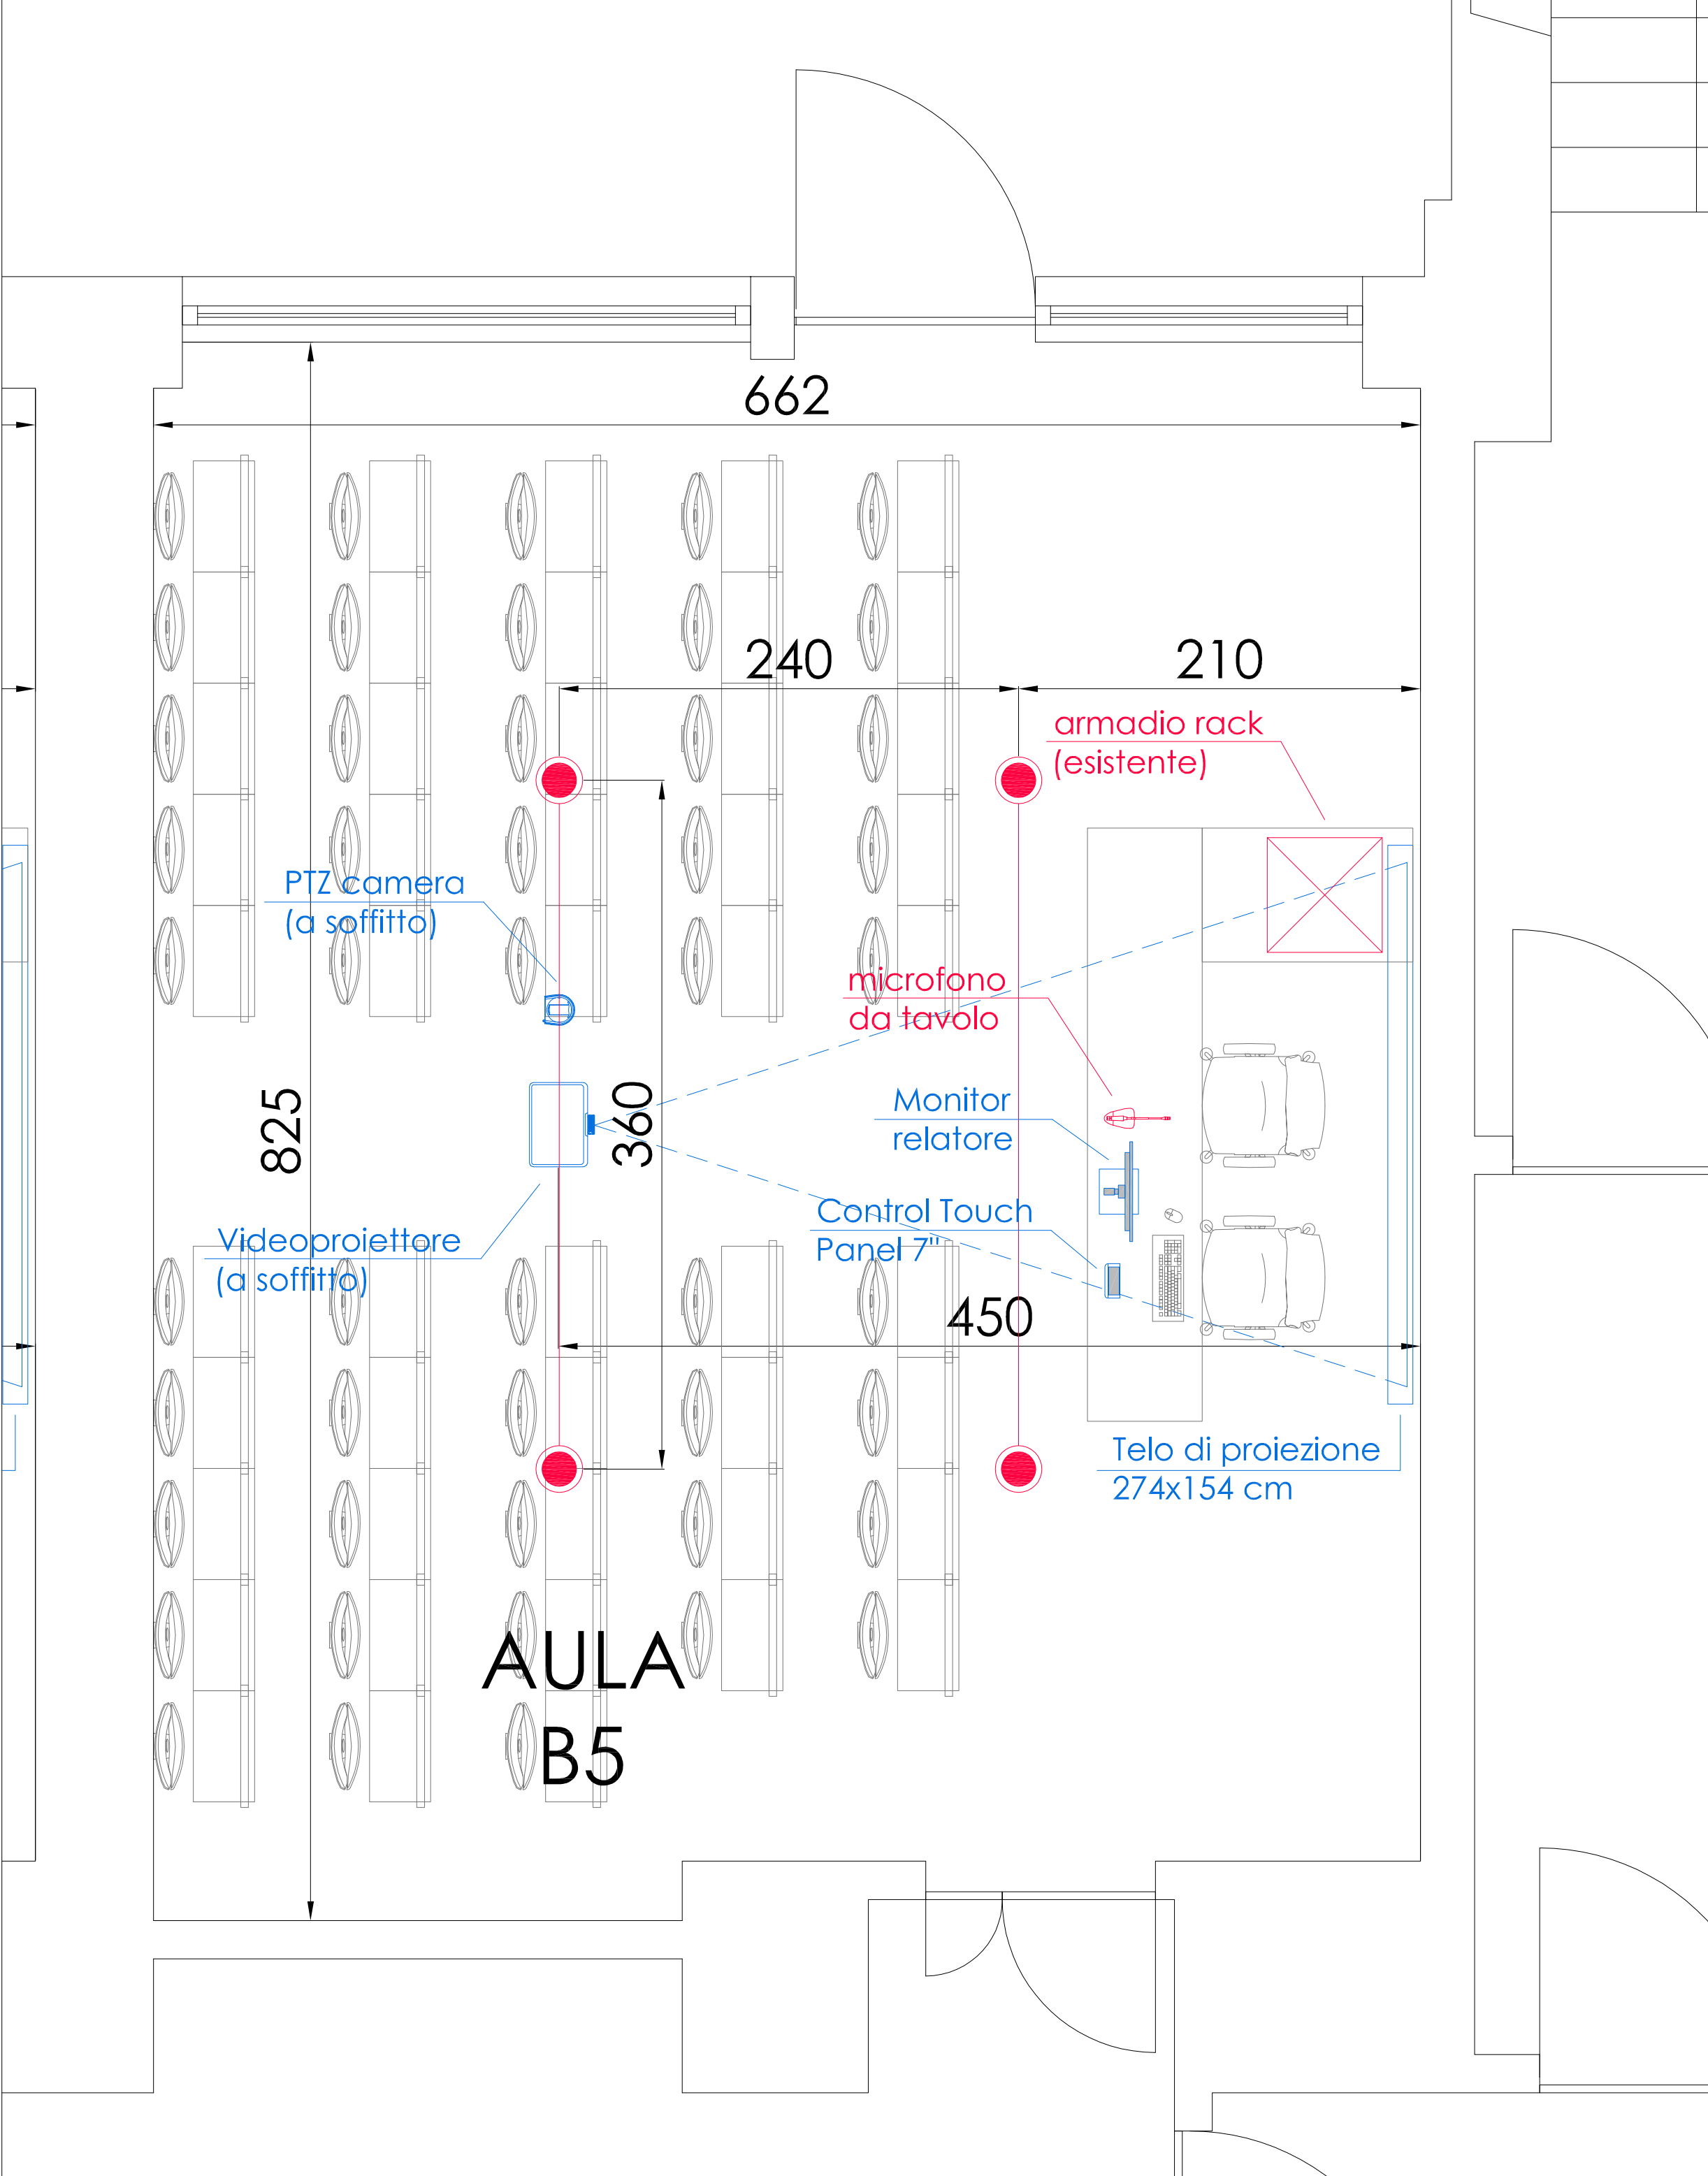 662
240
210
armadio rack
(esistente)
PTZ camera
(a soffitto)
microfono
da tavolo
825
360
Monitor
relatore
Control Touch
Panel 7"
Videoproiettore
(a soffitto)
450
Telo di proiezione
274x154 cm
AULA
B5